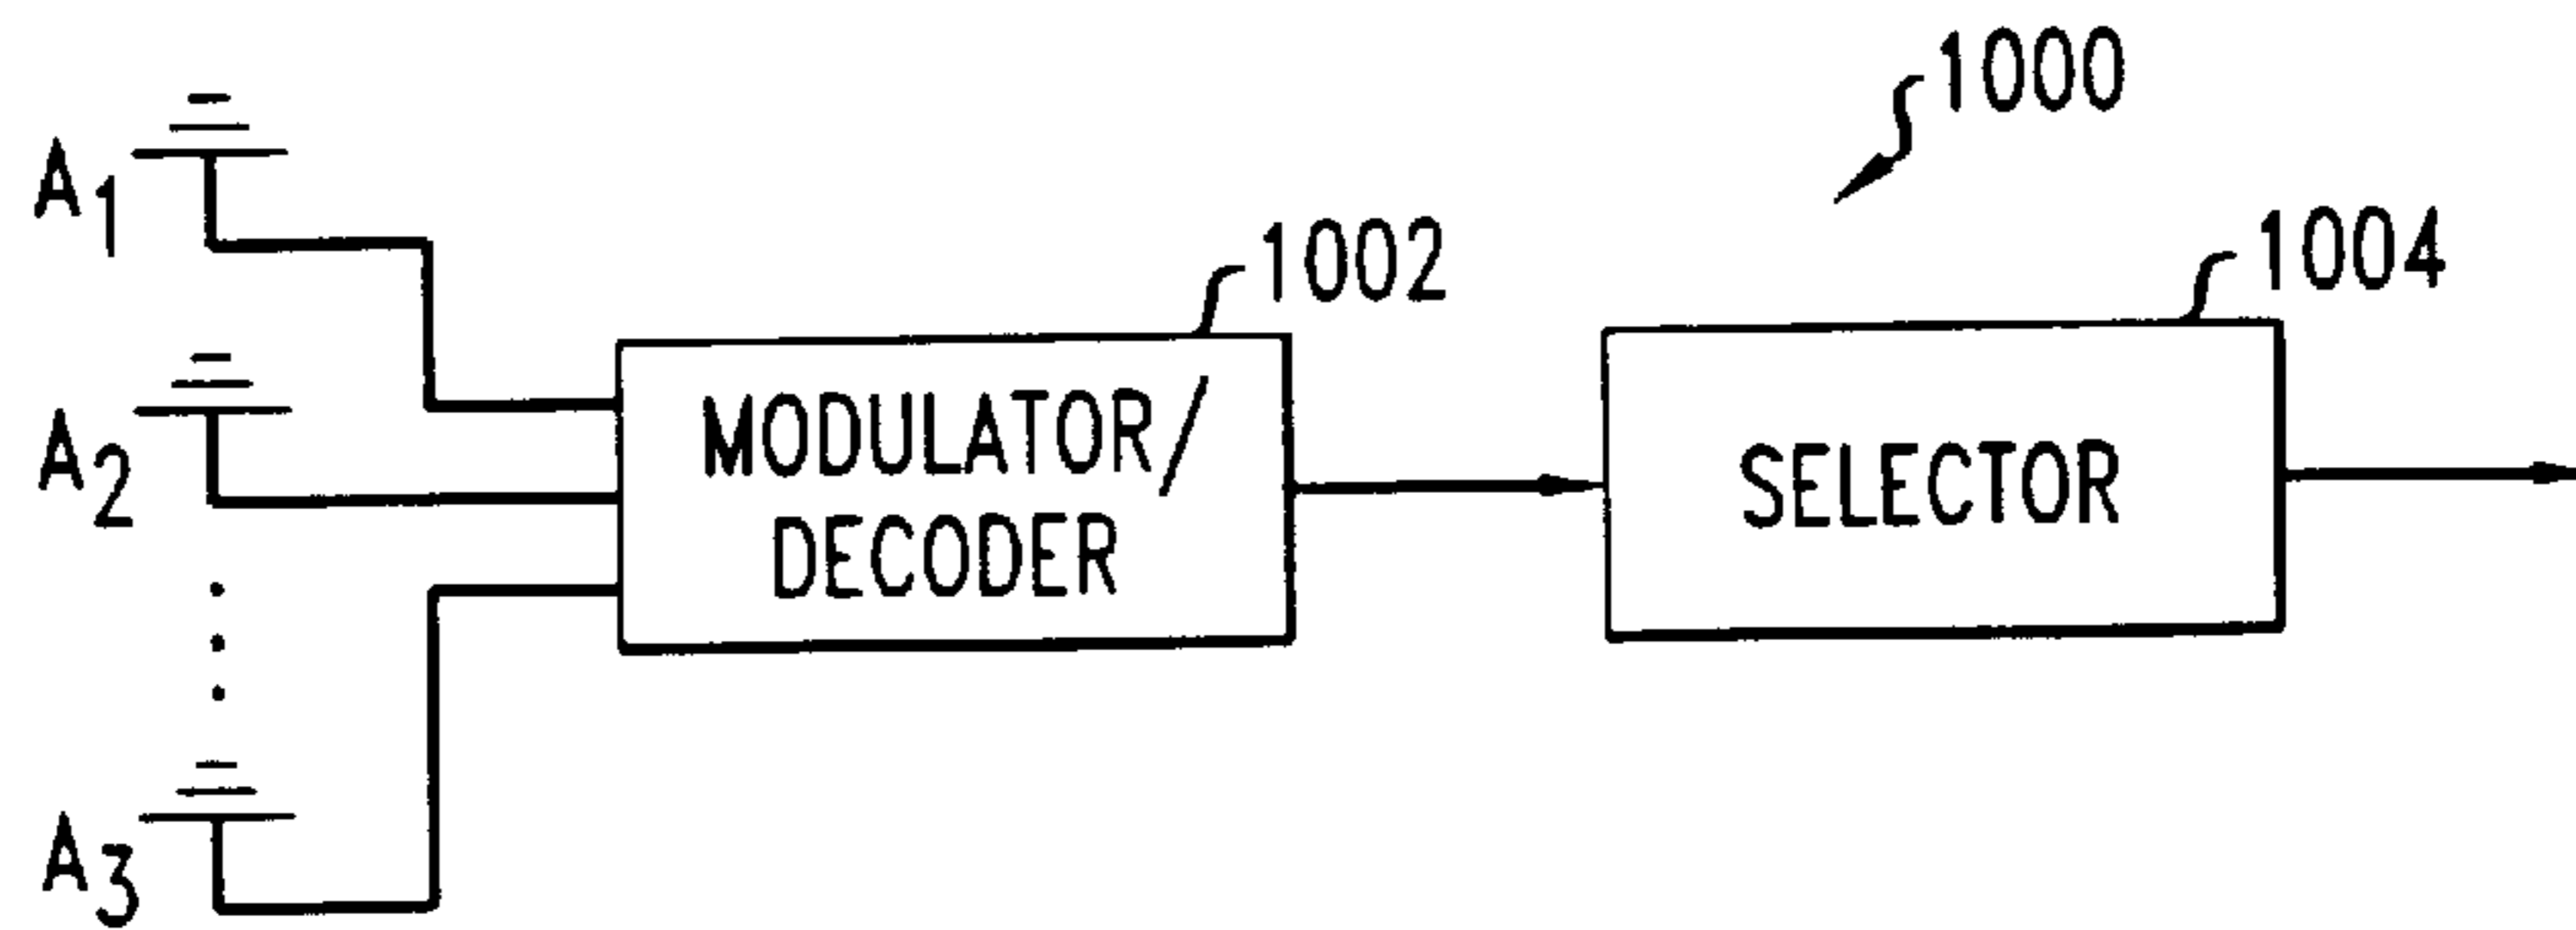 1000
A1
1002
1004
MODULATOR/
DECODER
SELECTOR
A2
A3